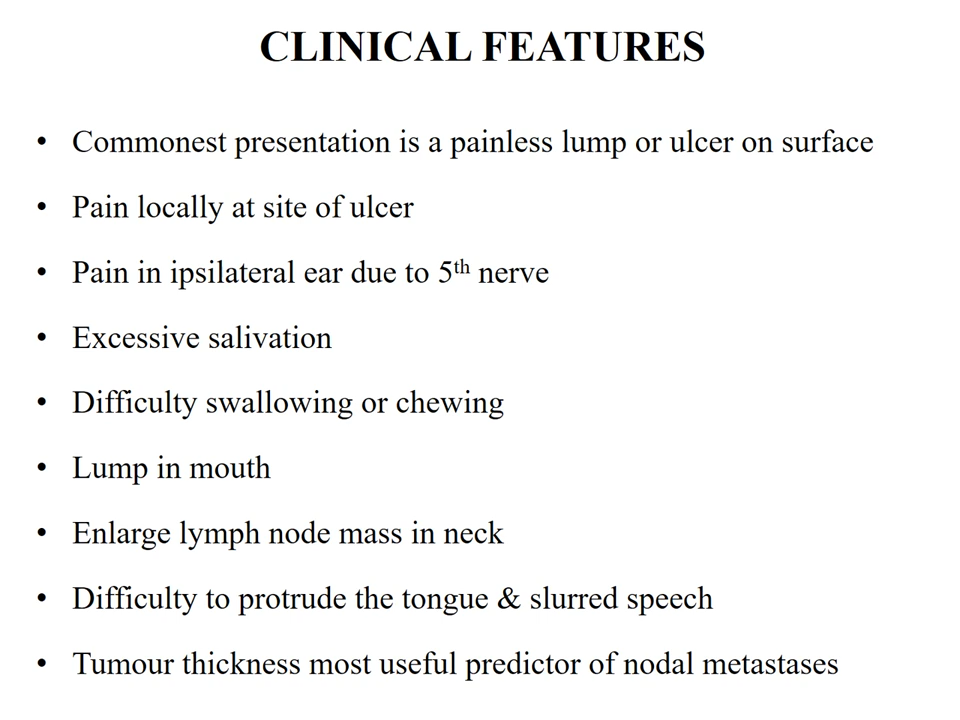 CLINICAL FEATURES
• Commonest presentation is a painless lump or ulcer on surface
• Pain locally at site of ulcer
• Pain in ipsilateral ear due to 5th nerve
• Excessive salivation
• Difficulty swallowing or chewing
• Lump in mouth
• Enlarge lymph node mass in neck
• Difficulty to protrude the tongue & slurred speech
• Tumour thickness most useful predictor of nodal metastases